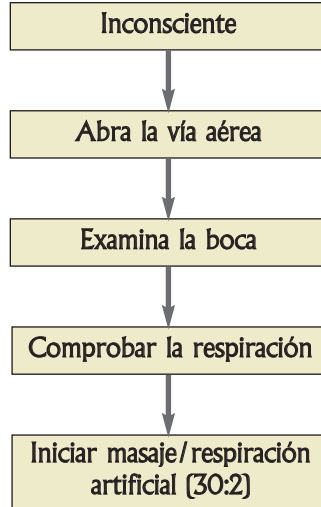 Inconsciente
Abra la vía aérea
Examina la boca
Comprobar la respiración
Iniciar masaje/respiración
artificial (30:2)